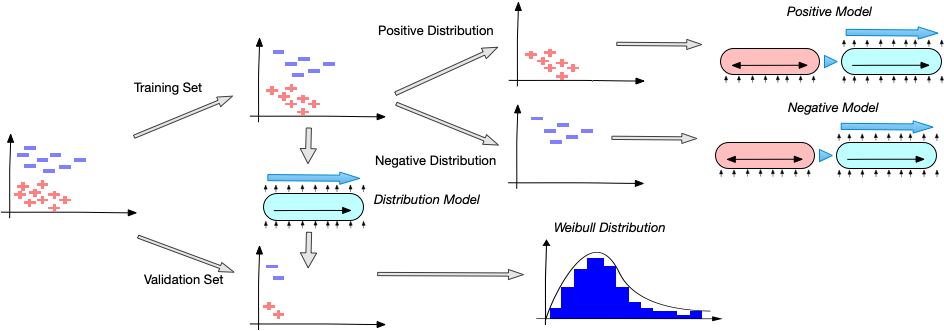 Positive Model
Positive Distribution
Training Set
Negative Model
Negative Distribution
Distribution Model
Weibull Distribution
Validation Set